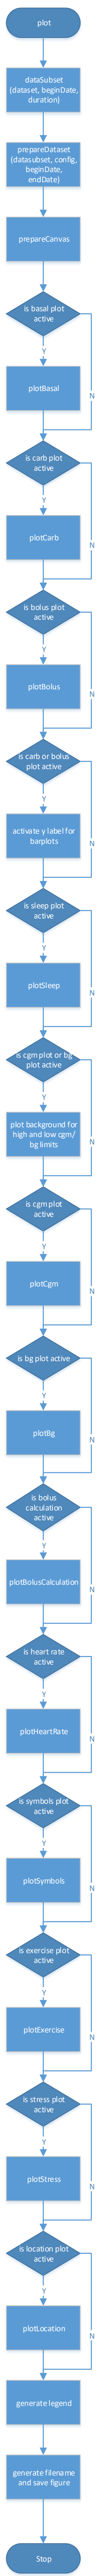 plot
dataSubset
(dataset, beginDate,
duration)
prepareDataset
(datasubset, config,
beginDate,
endDate)
prepareCanvas
is basal plot
active
Y
N
plotBasal
is carb plot
active
Y
N
plotCarb
is bolus plot
active
Y
N
plotBolus
is carb or bolus
plot active
Y
N
activate y label for
barplots
is sleep plot
active
Y
N
plotSleep
is cgm plot or bg
plot active
Y
N
plot background for
high and low cgm/
bg limits
is cgm plot
active
Y
N
plotCgm
is bg plot active
Y
N
plotBg
is bolus
calculation
active
Y
N
plotBolusCalculation
is heart rate
active
Y
N
plotHeartRate
is symbols plot
active
Y
N
plotSymbols
is exercise plot
active
Y
N
plotExercise
is stress plot
active
Y
N
plotStress
is location plot
active
Y
N
plotLocation
generate legend
generate filename
and save figure
Stop